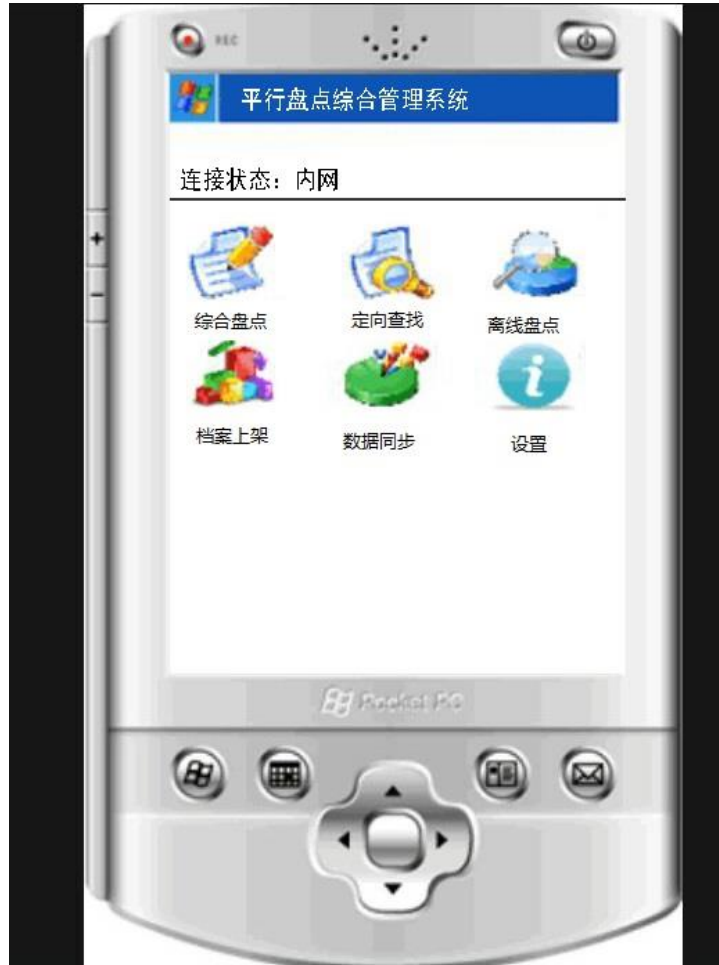 REC
平行盘点综合管理系统
连接状态：内网
综合盘点 定向查找 离线盘点
档案上架 数据同步 设置
Pocket PC